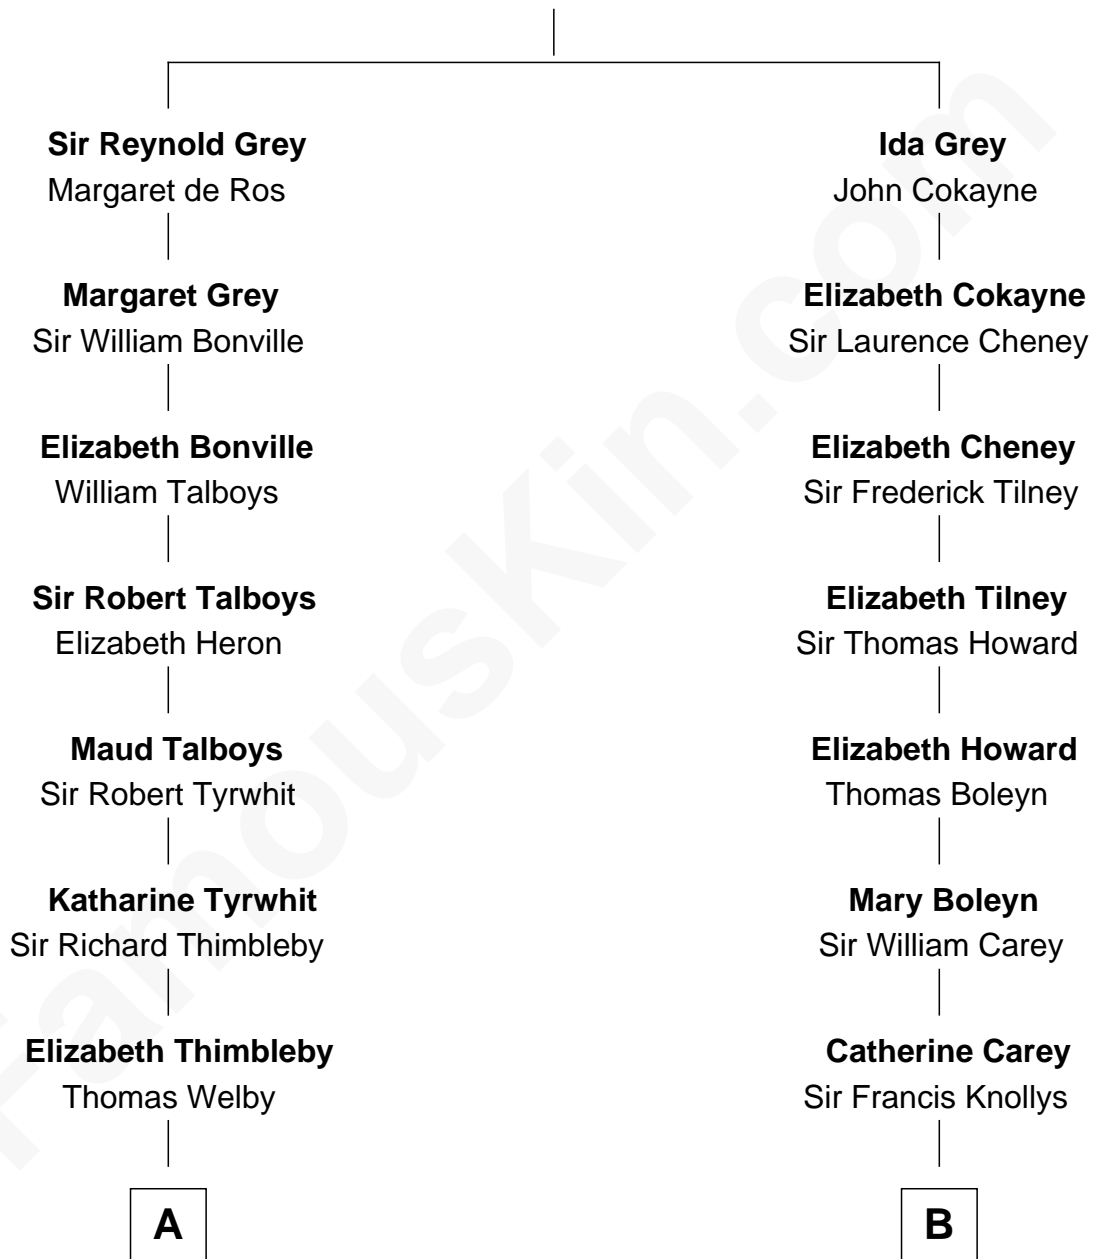 Sir Reynold Grey
Margaret de Ros
Margaret Grey
Sir William Bonville
Elizabeth Bonville
William Talboys
Sir Robert Talboys
Elizabeth Heron
Maud Talboys
Sir Robert Tyrwhit
Katharine Tyrwhit
Sir Richard Thimbleby
Elizabeth Thimbleby
Thomas Welby
A
Ida Grey
John Cokayne
Elizabeth Cokayne
Sir Laurence Cheney
Elizabeth Cheney
Sir Frederick Tilney
Elizabeth Tilney
Sir Thomas Howard
Elizabeth Howard
Thomas Boleyn
Mary Boleyn
Sir William Carey
Catherine Carey
Sir Francis Knollys
B
FamousKin.com